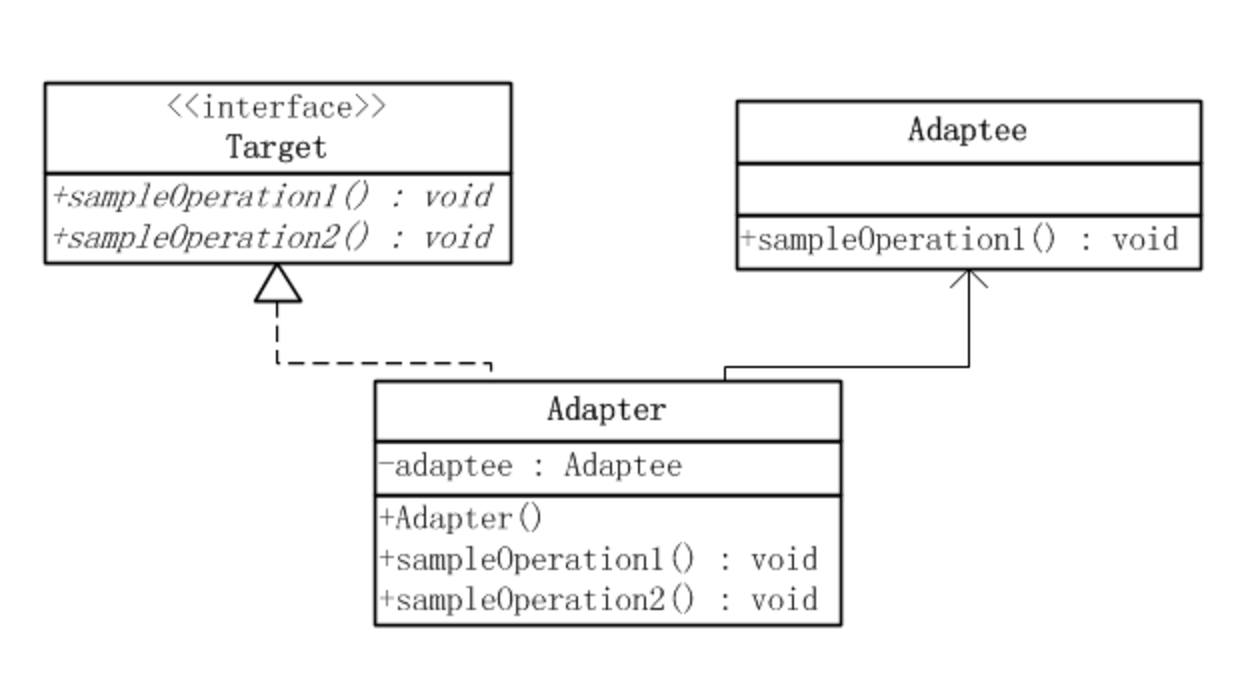 <<interface>>
Target
+sampleOperation1() : void
+sampleOperation2() : void
Adaptee
+sampleOperation1() : void
Adapter
-adaptee : Adaptee
+Adapter()
+sampleOperation1() : void
+sampleOperation2() : void